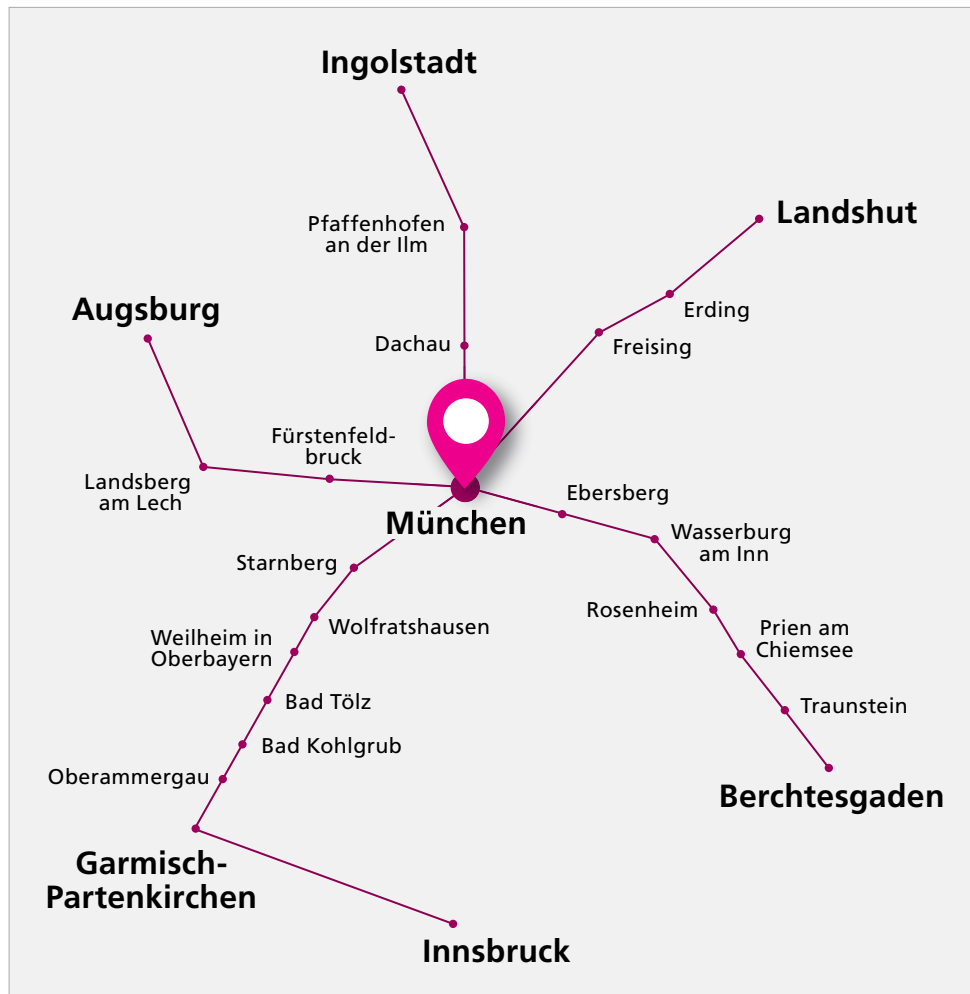 Ingolstadt
Pfaffenhofen
an der Ilm
Landshut
Erding
Augsburg
Dachau
Freising
Fürstenfeld-
bruck
Landsberg
am Lech
Ebersberg
München
Wasserburg
am Inn
Starnberg
Rosenheim
Wolfratshausen
Prien am
Chiemsee
Weilheim in
Oberbayern
Bad Tölz
Traunstein
Bad Kohlgrub
Oberammergau
Berchtesgaden
Garmisch-
Partenkirchen
Innsbruck